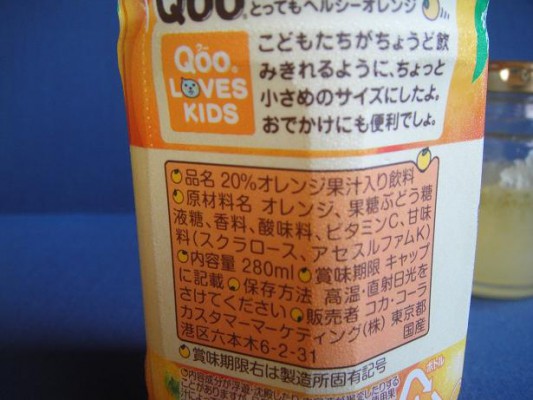 Qoo. とってもヘルシーオレンジ
クー
Qoo.
LOVES
KIDS
こどもたちがちょうど飲
みきれるように、ちょっと
小さめのサイズにしたよ。
おでかけにも便利でしょ。
品名 20%オレンジ果汁入り飲料
原材料名 オレンジ、果糖ぶどう糖
液糖、香料、酸味料、ビタミンC、甘味
料(スクラロース、アセスルファムK)
内容量 280ml 賞味期限 キャップ
に記載 保存方法 高温・直射日光を
さけてください 販売者 コカ・コーラ
カスタマーマーケティング(株) 東京都
港区六本木6-2-31 国産
賞味期限右は製造所固有記号
ボトル